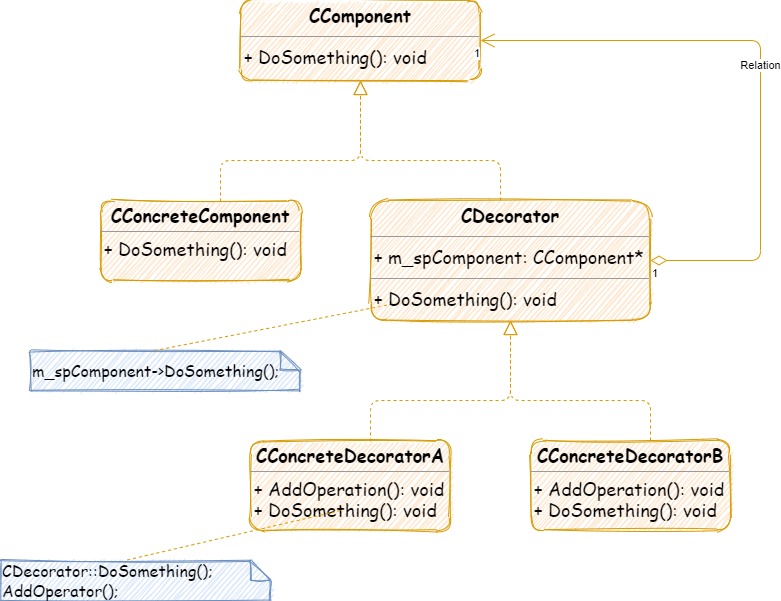 CComponent
+ DoSomething(): void
1
Relation
CConcreteComponent
+ DoSomething(): void
CDecorator
+ m_spComponent: CComponent*
1
+ DoSomething(): void
m_spComponent->DoSomething();
CConcreteDecoratorA
+ AddOperation(): void
+ DoSomething(): void
CConcreteDecoratorB
+ AddOperation(): void
+ DoSomething(): void
CDecorator::DoSomething();
AddOperator();